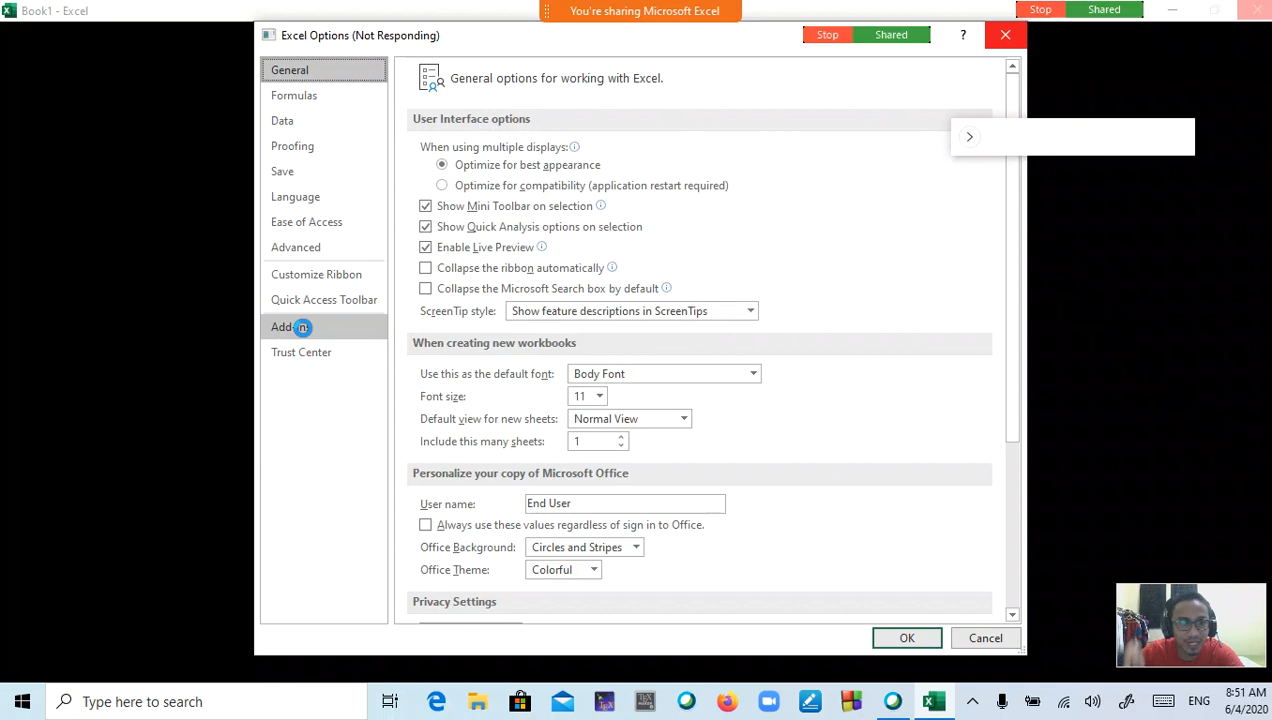 Book1 - Excel
You're sharing Microsoft Excel
Stop Shared
Excel Options (Not Responding)
Stop Shared
?
General
Formulas
Data
Proofing
Save
Language
Ease of Access
Advanced
Customize Ribbon
Quick Access Toolbar
Trust Center
General options for working with Excel.
User Interface options
When using multiple displays:
Optimize for best appearance
Optimize for compatibility (application restart required)
Show Mini Toolbar on selection
Show Quick Analysis options on selection
Enable Live Preview
Collapse the ribbon automatically
Collapse the Microsoft Search box by default
ScreenTip style: Show feature descriptions in ScreenTips
When creating new workbooks
Use this as the default font: Body Font
Font size: 11
Default view for new sheets: Normal View
Include this many sheets: 1
Personalize your copy of Microsoft Office
User name: End User
Always use these values regardless of sign in to Office.
Office Background: Circles and Stripes
Office Theme: Colorful
Privacy Settings
OK Cancel
Type here to search
ENG
8:51 AM
6/4/2020